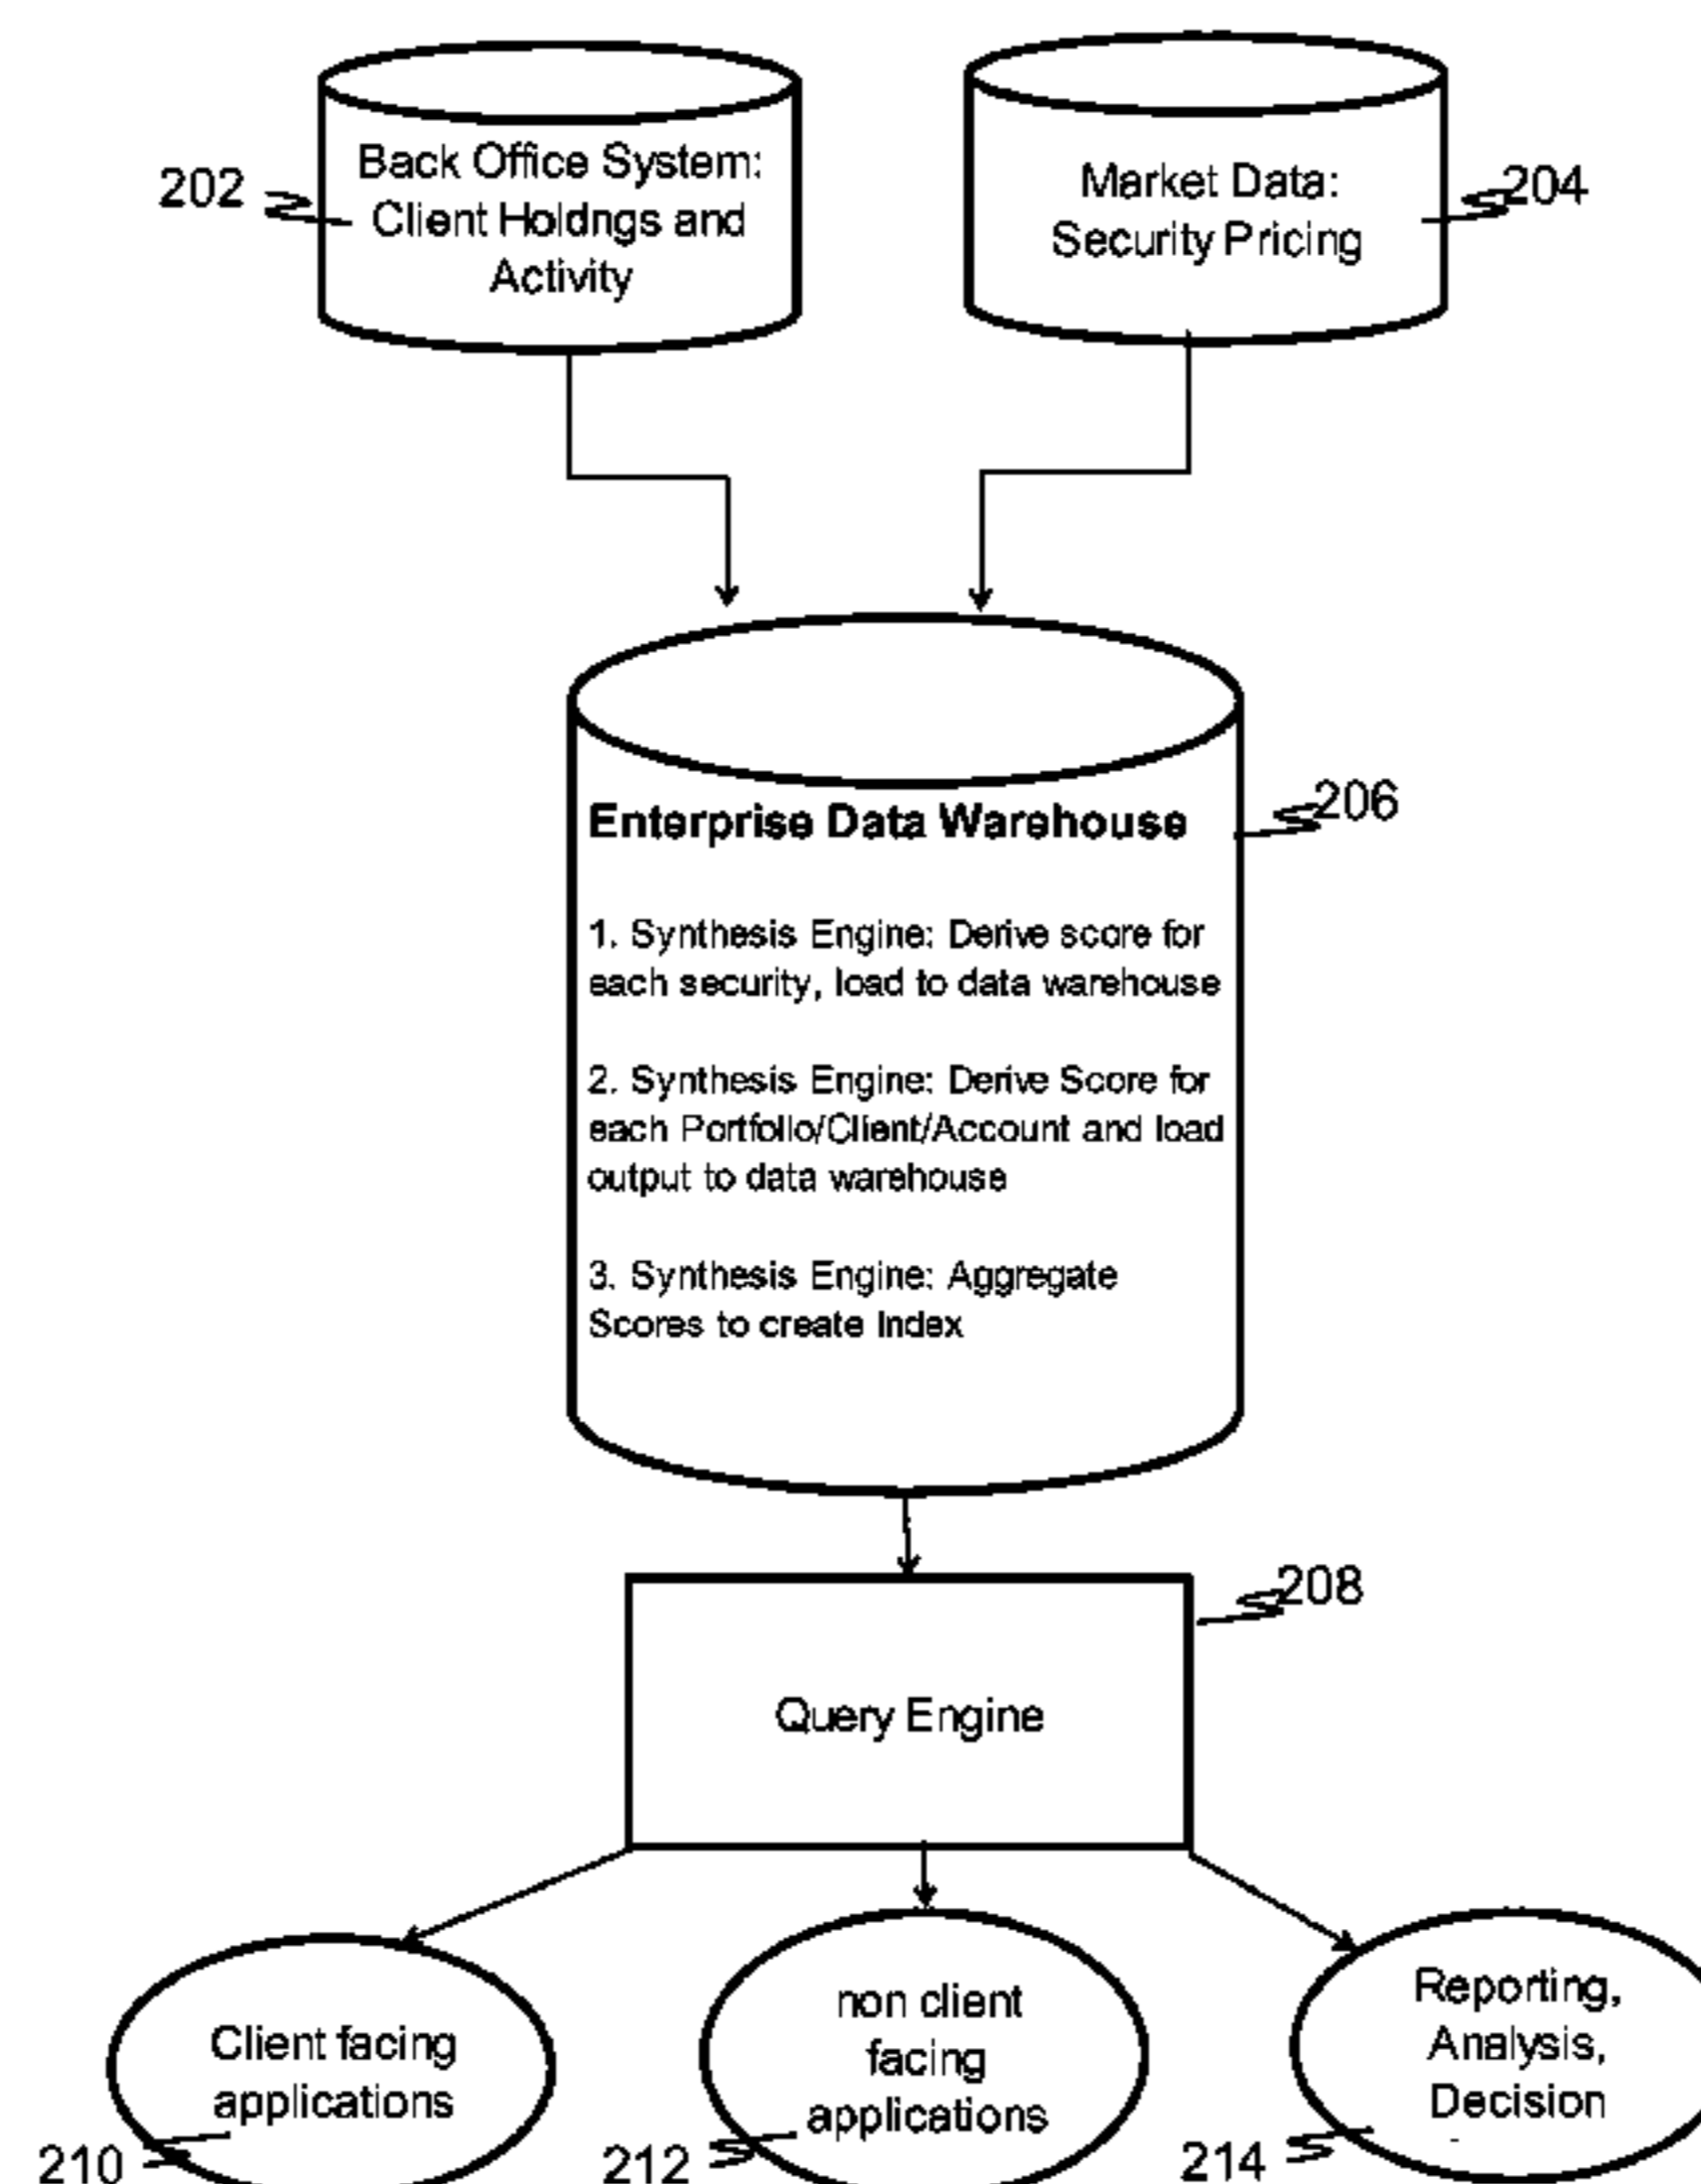 Back Office System:
Client Holdngs and
Activity
202
Market Data:
Security Pricing
204
Enterprise Data Warehouse
206
1. Synthesis Engine: Derive score for
each security, load to data warehouse
2. Synthesis Engine: Derive Score for
each Portfolio/Client/Account and load
output to data warehouse
3. Synthesis Engine: Aggregate
Scores to create Index
208
Query Engine
Client facing
applications
210
non client
facing
applications
212
Reporting,
Analysis,
Decision
214